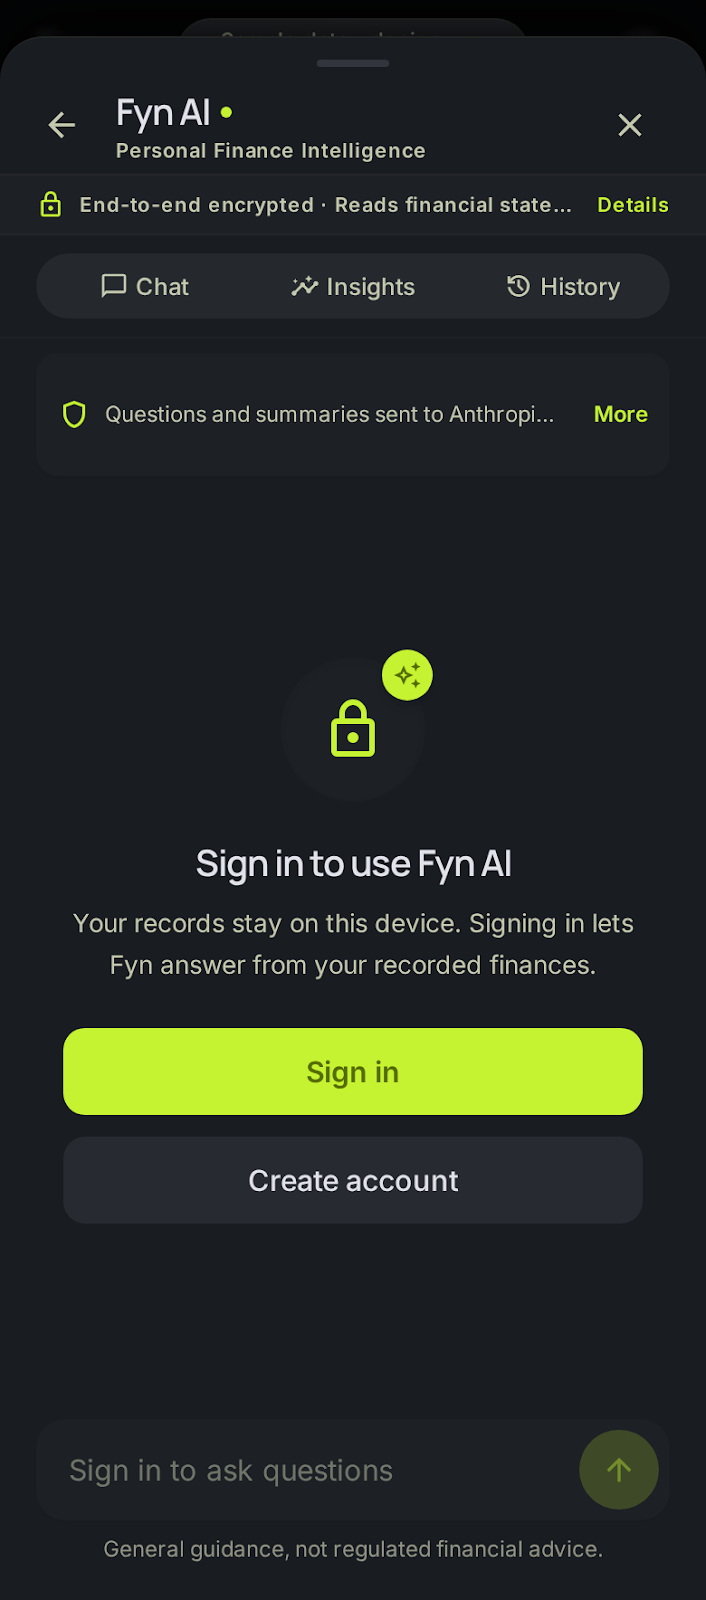 Fyn AI
Personal Finance Intelligence
End-to-end encrypted · Reads financial state... Details
Chat Insights History
Questions and summaries sent to Anthropi... More
Sign in to use Fyn AI
Your records stay on this device. Signing in lets
Fyn answer from your recorded finances.
Sign in
Create account
Sign in to ask questions
General guidance, not regulated financial advice.